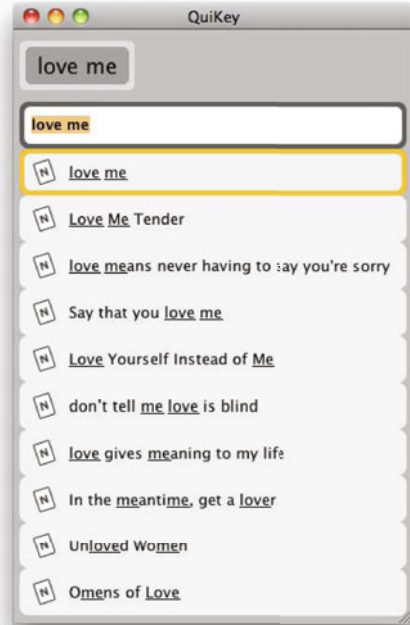 QuiKey
love me
love me
N love me
N Love Me Tender
N love means never having to say you're sorry
N Say that you love me
N Love Yourself Instead of Me
N don't tell me love is blind
N love gives meaning to my life
N In the meantime, get a lover
N Unloved Women
N Omens of Love